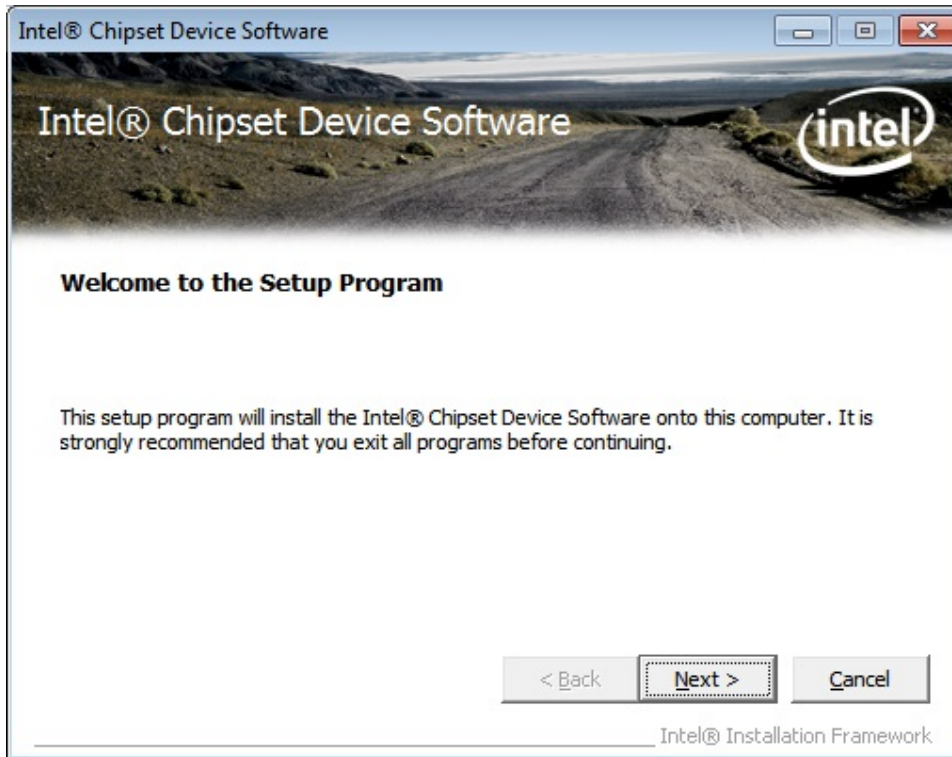 Intel® Chipset Device Software
Intel® Chipset Device Software
intel
Welcome to the Setup Program
This setup program will install the Intel® Chipset Device Software onto this computer. It is
strongly recommended that you exit all programs before continuing.
< Back
Next >
Cancel
Intel® Installation Framework